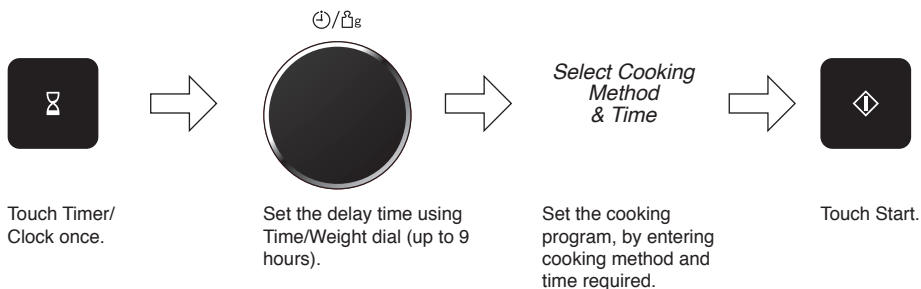 / g
Select Cooking
Method
& Time
Touch Timer/
Clock once.
Set the delay time using
Time/Weight dial (up to 9
hours).
Set the cooking
program, by entering
cooking method and
time required.
Touch Start.